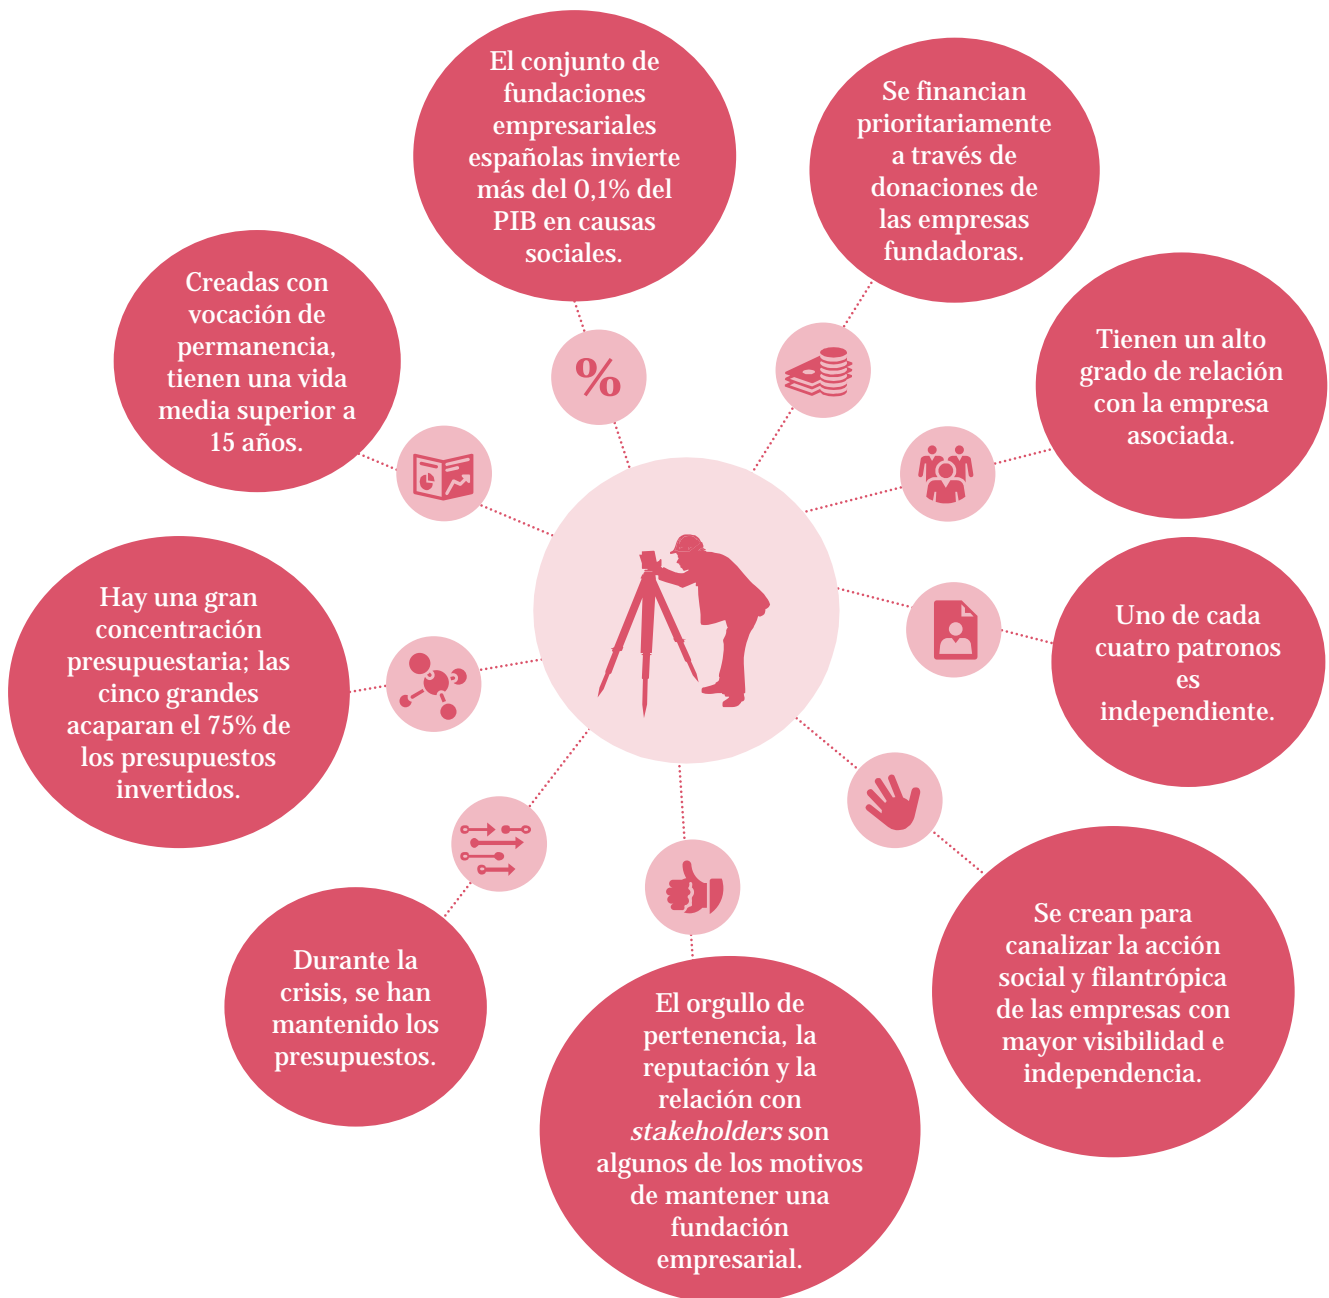 El conjunto de
fundaciones
empresariales
españolas invierte
más del 0,1% del
PIB en causas
sociales.
Se financian
prioritariamente
a través de
donaciones de
las empresas
fundadoras.
Tienen un alto
grado de relación
con la empresa
asociada.
Uno de cada
cuatro patronos
es
independiente.
Se crean para
canalizar la acción
social y filantrópica
de las empresas con
mayor visibilidad e
independencia.
El orgullo de
pertenencia, la
reputación y la
relación con
stakeholders son
algunos de los motivos
de mantener una
fundación
empresarial.
Durante la
crisis, se han
mantenido los
presupuestos.
Hay una gran
concentración
presupuestaria; las
cinco grandes
acaparan el 75% de
los presupuestos
invertidos.
Creadas con
vocación de
permanencia,
tienen una vida
media superior a
15 años.
%